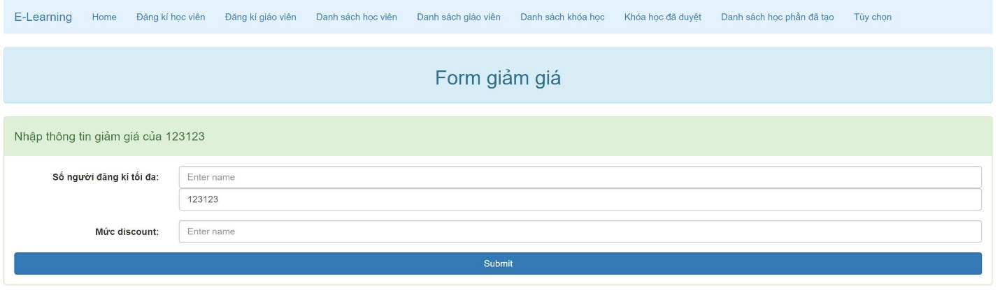 E-Learning Home Đăng kí học viên Đăng kí giáo viên Danh sách học viên Danh sách giáo viên Danh sách khóa học Khóa học đã duyệt Danh sách học phần đã tạo Tùy chọn
Form giảm giá
Nhập thông tin giảm giá của 123123
Số người đăng kí tối đa: Enter name
123123
Mức discount: Enter name
Submit